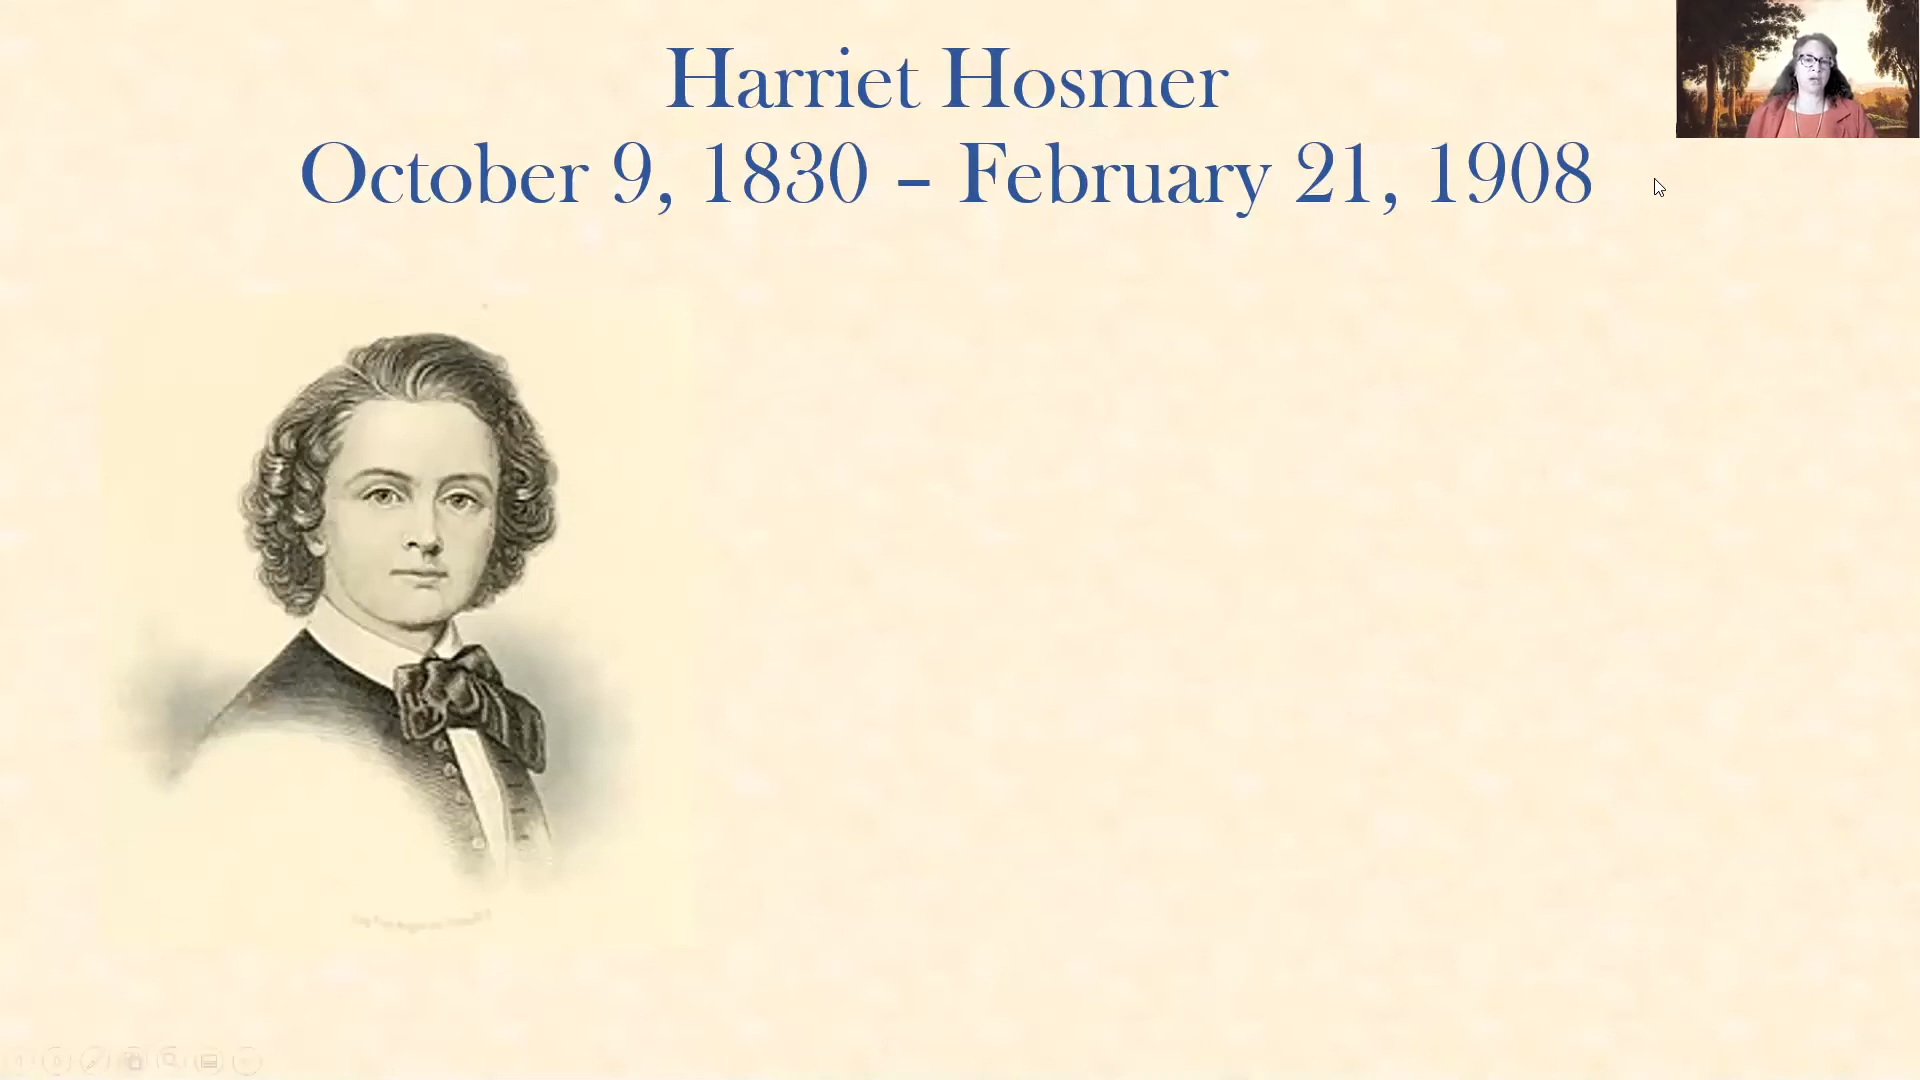 Harriet Hosmer
October 9, 1830 – February 21, 1908